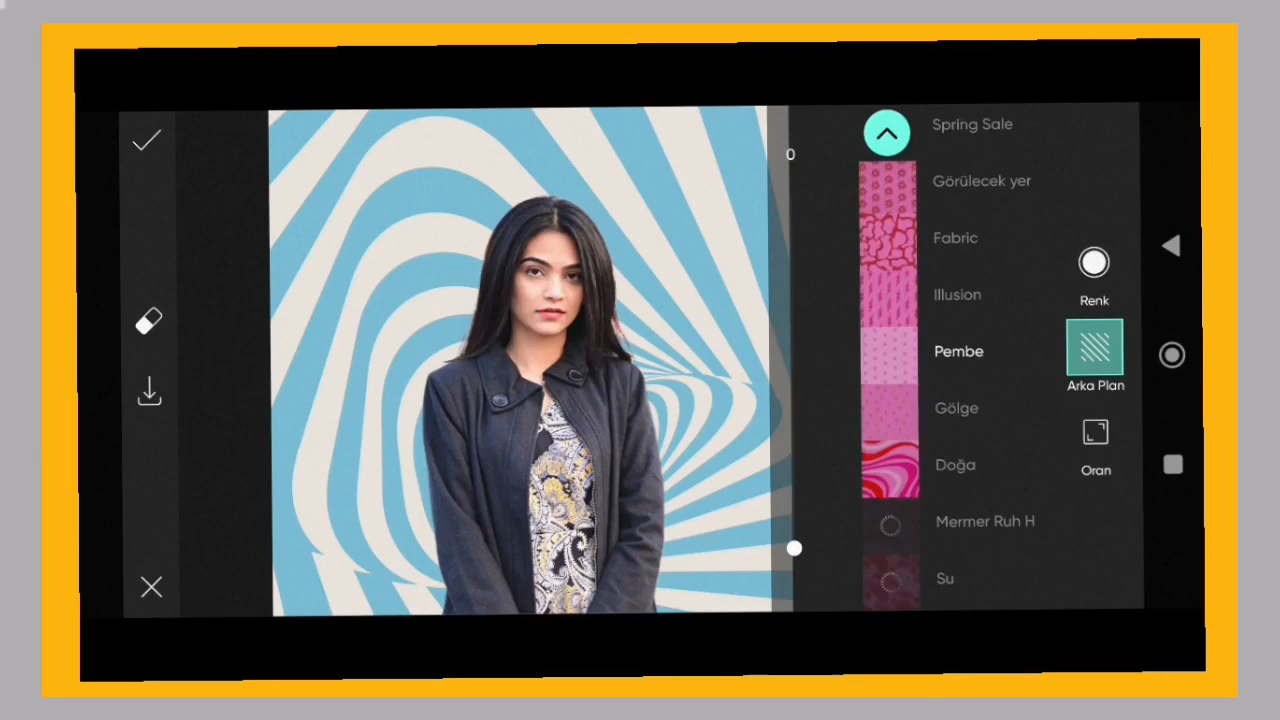 0
Spring Sale
Görülecek yer
Fabric
Illusion
Pembe
Gölge
Doğa
Mermer Ruh H
Su
Renk
Arka Plan
Oran